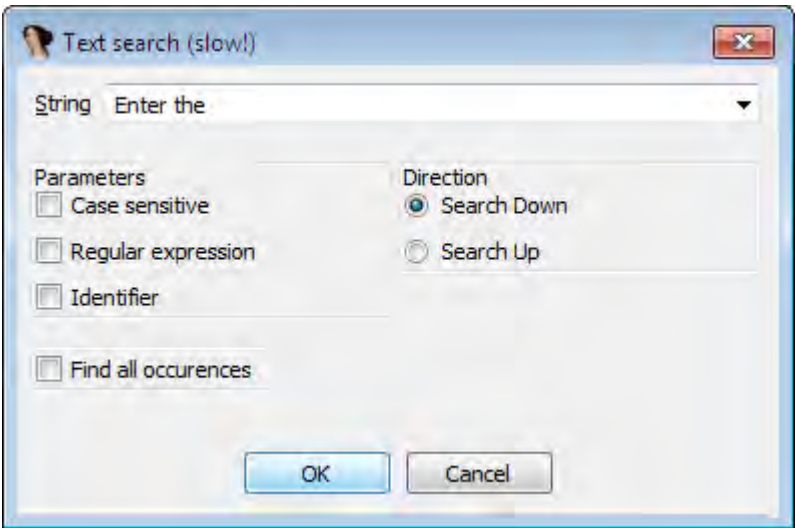 Text search (slow!)
String Enter the
Parameters
Case sensitive
Regular expression
Identifier
Find all occurences
Direction
Search Down
Search Up
OK
Cancel